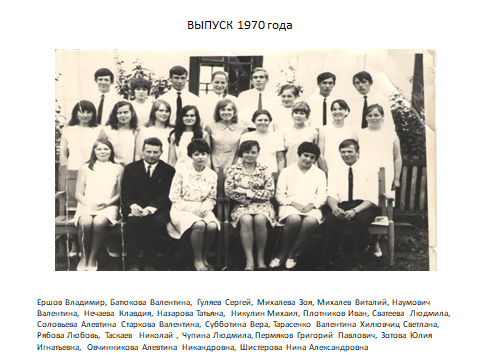 ВЫПУСК 1970 года
Ершов Владимир, Батюкова Валентина, Гуляев Сергей, Михалева Зоя, Михалев Виталий, Наумович
Валентина, Нечаева Клавдия, Назарова Татьяна, Никулин Михаил, Плотников Иван, Сватеева Людмила,
Соловьева Алевтина Старкова Валентина, Субботина Вера, Тарасенко Валентина Хиловчиц Светлана,
Рябова Любовь, Таскаев Николай , Чупина Людмила, Пермяков Григорий Павлович, Зотова Юлия
Игнатьевна, Овчинникова Алевтина Никандровна, Шистерова Нина Александровна